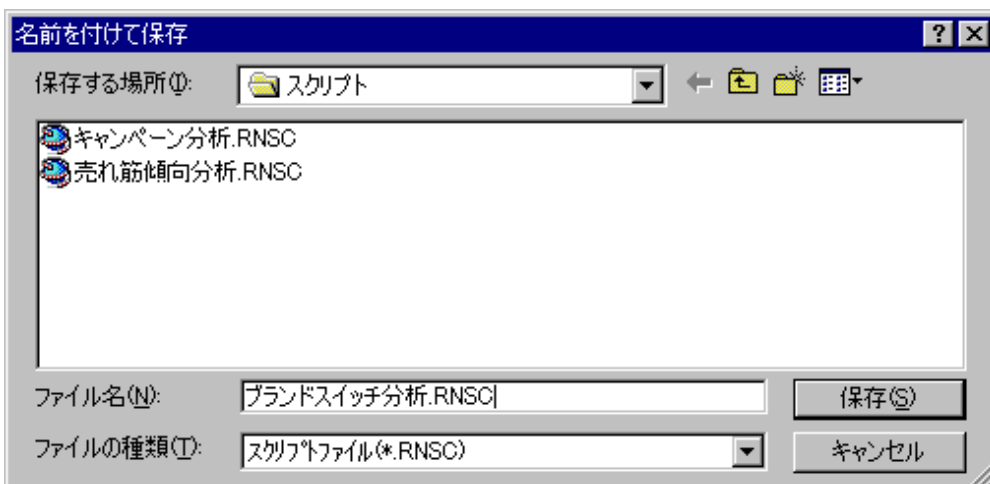 名前を付けて保存
保存する場所(I): スクリプト
キャンペーン分析.RNSC
売れ筋傾向分析.RNSC
ファイル名(N): ブランドスイッチ分析.RNSC 保存(S)
ファイルの種類(T): ｽｸﾘﾌﾟﾄﾌｧｲﾙ(*.RNSC) キャンセル